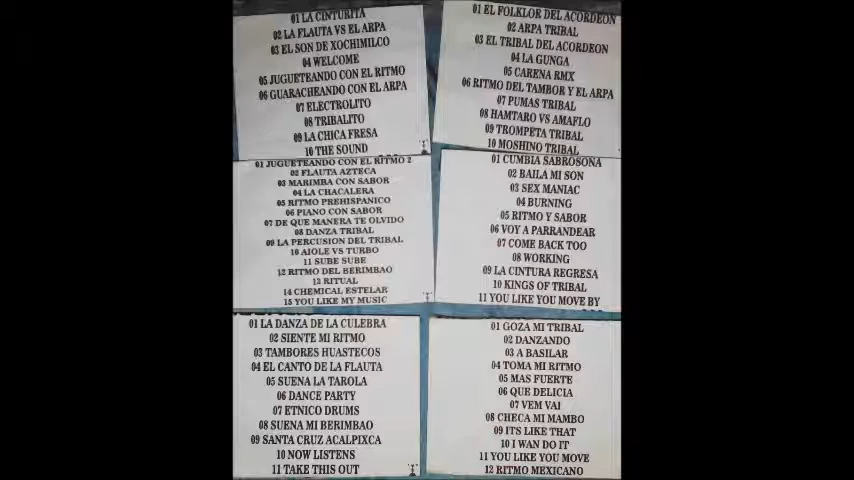 01 LA CINTURITA
02 LA FLAUTA VS EL ARPA
03 EL SON DE XOCHIMILCO
04 WELCOME
05 JUGUETEANDO CON EL RITMO
06 GUARACHEANDO CON EL ARPA
07 ELECTROLITO
08 TRIBALITO
09 LA CHICA FRESA
10 THE SOUND
01 EL FOLKLOR DEL ACORDEON
02 ARPA TRIBAL
03 EL TRIBAL DEL ACORDEON
04 LA GUNGA
05 CARENA RMX
06 RITMO DEL TAMBOR Y EL ARPA
07 PUMAS TRIBAL
08 HAMTARO VS AMAFLO
09 TROMPETA TRIBAL
10 MOSHINO TRIBAL
01 JUGUETEANDO CON EL RITMO 2
02 FLAUTA AZTECA
03 MARIMBA CON SABOR
04 LA CHACALERA
05 RITMO PREHISPANICO
06 PIANO CON SABOR
07 DE QUE MANERA TE OLVIDO
08 DANZA TRIBAL
09 LA PERCUSION DEL TRIBAL
10 AIOLE VS TURBO
11 SUBE SUBE
12 RITMO DEL BERIMBAO
13 RITUAL
14 CHEMICAL ESTELAR
15 YOU LIKE MY MUSIC
01 CUMBIA SABROSONA
02 BAILA MI SON
03 SEX MANIAC
04 BURNING
05 RITMO Y SABOR
06 VOY A PARRANDEAR
07 COME BACK TOO
08 WORKING
09 LA CINTURA REGRESA
10 KINGS OF TRIBAL
11 YOU LIKE YOU MOVE BY
01 LA DANZA DE LA CULEBRA
02 SIENTE MI RITMO
03 TAMBORES HUASTECOS
04 EL CANTO DE LA FLAUTA
05 SUENA LA TAROLA
06 DANCE PARTY
07 ETNICO DRUMS
08 SUENA MI BERIMBAO
09 SANTA CRUZ ACALPIXCA
10 NOW LISTENS
11 TAKE THIS OUT
01 GOZA MI TRIBAL
02 DANZANDO
03 A BASILAR
04 TOMA MI RITMO
05 MAS FUERTE
06 QUE DELICIA
07 VEM VAI
08 CHECA MI MAMBO
09 ITS LIKE THAT
10 I WAN DO IT
11 YOU LIKE YOU MOVE
12 RITMO MEXICANO